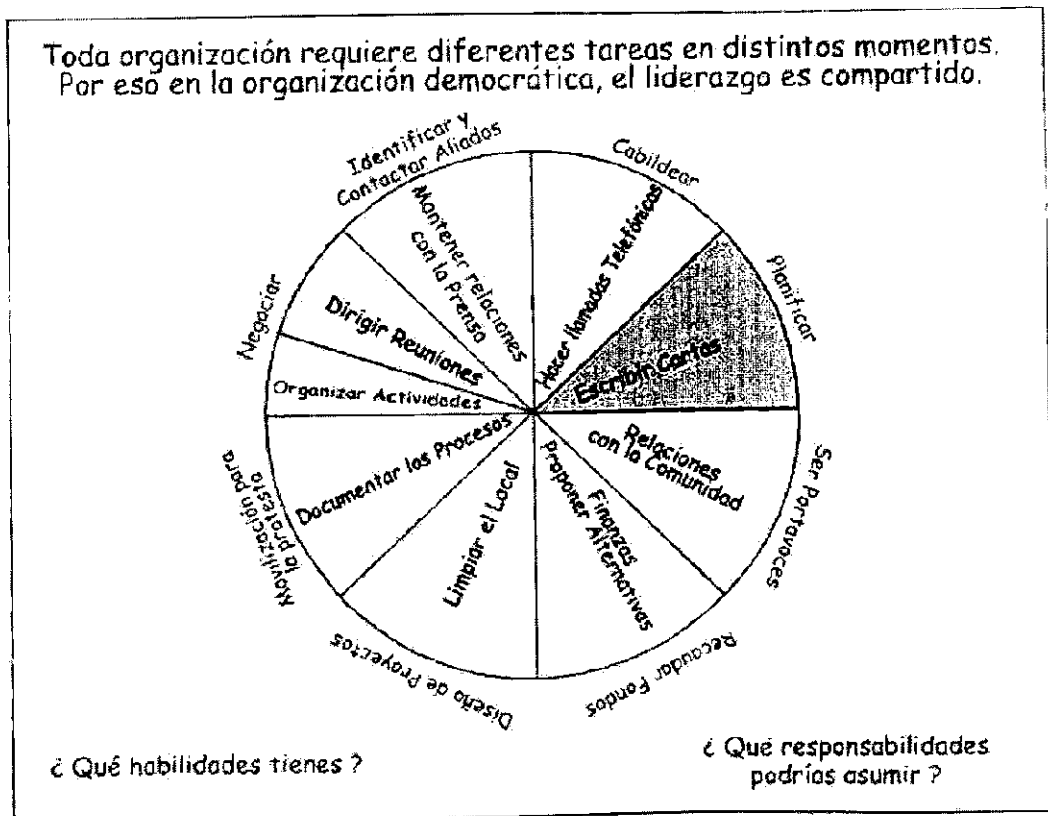 Toda organización requiere diferentes tareas en distintos momentos.
Por eso en la organización democrática, el liderazgo es compartido.
Identificar y
Contactar Aliados
Cabildear
Planificar
Ser Portavoces
Recaudar Fondos
Diseño de Proyectos
Movilización para
la protesta
Negociar
Mantener relaciones
con la Prensa
Hacer llamadas Telefónicas
Escribir Cartas
Relaciones
con la Comunidad
Finanzas
Proponer Alternativas
Limpiar el Local
Documentar los Procesos
Organizar Actividades
Dirigir Reuniones
¿ Qué habilidades tienes ?
¿ Qué responsabilidades
podrías asumir ?